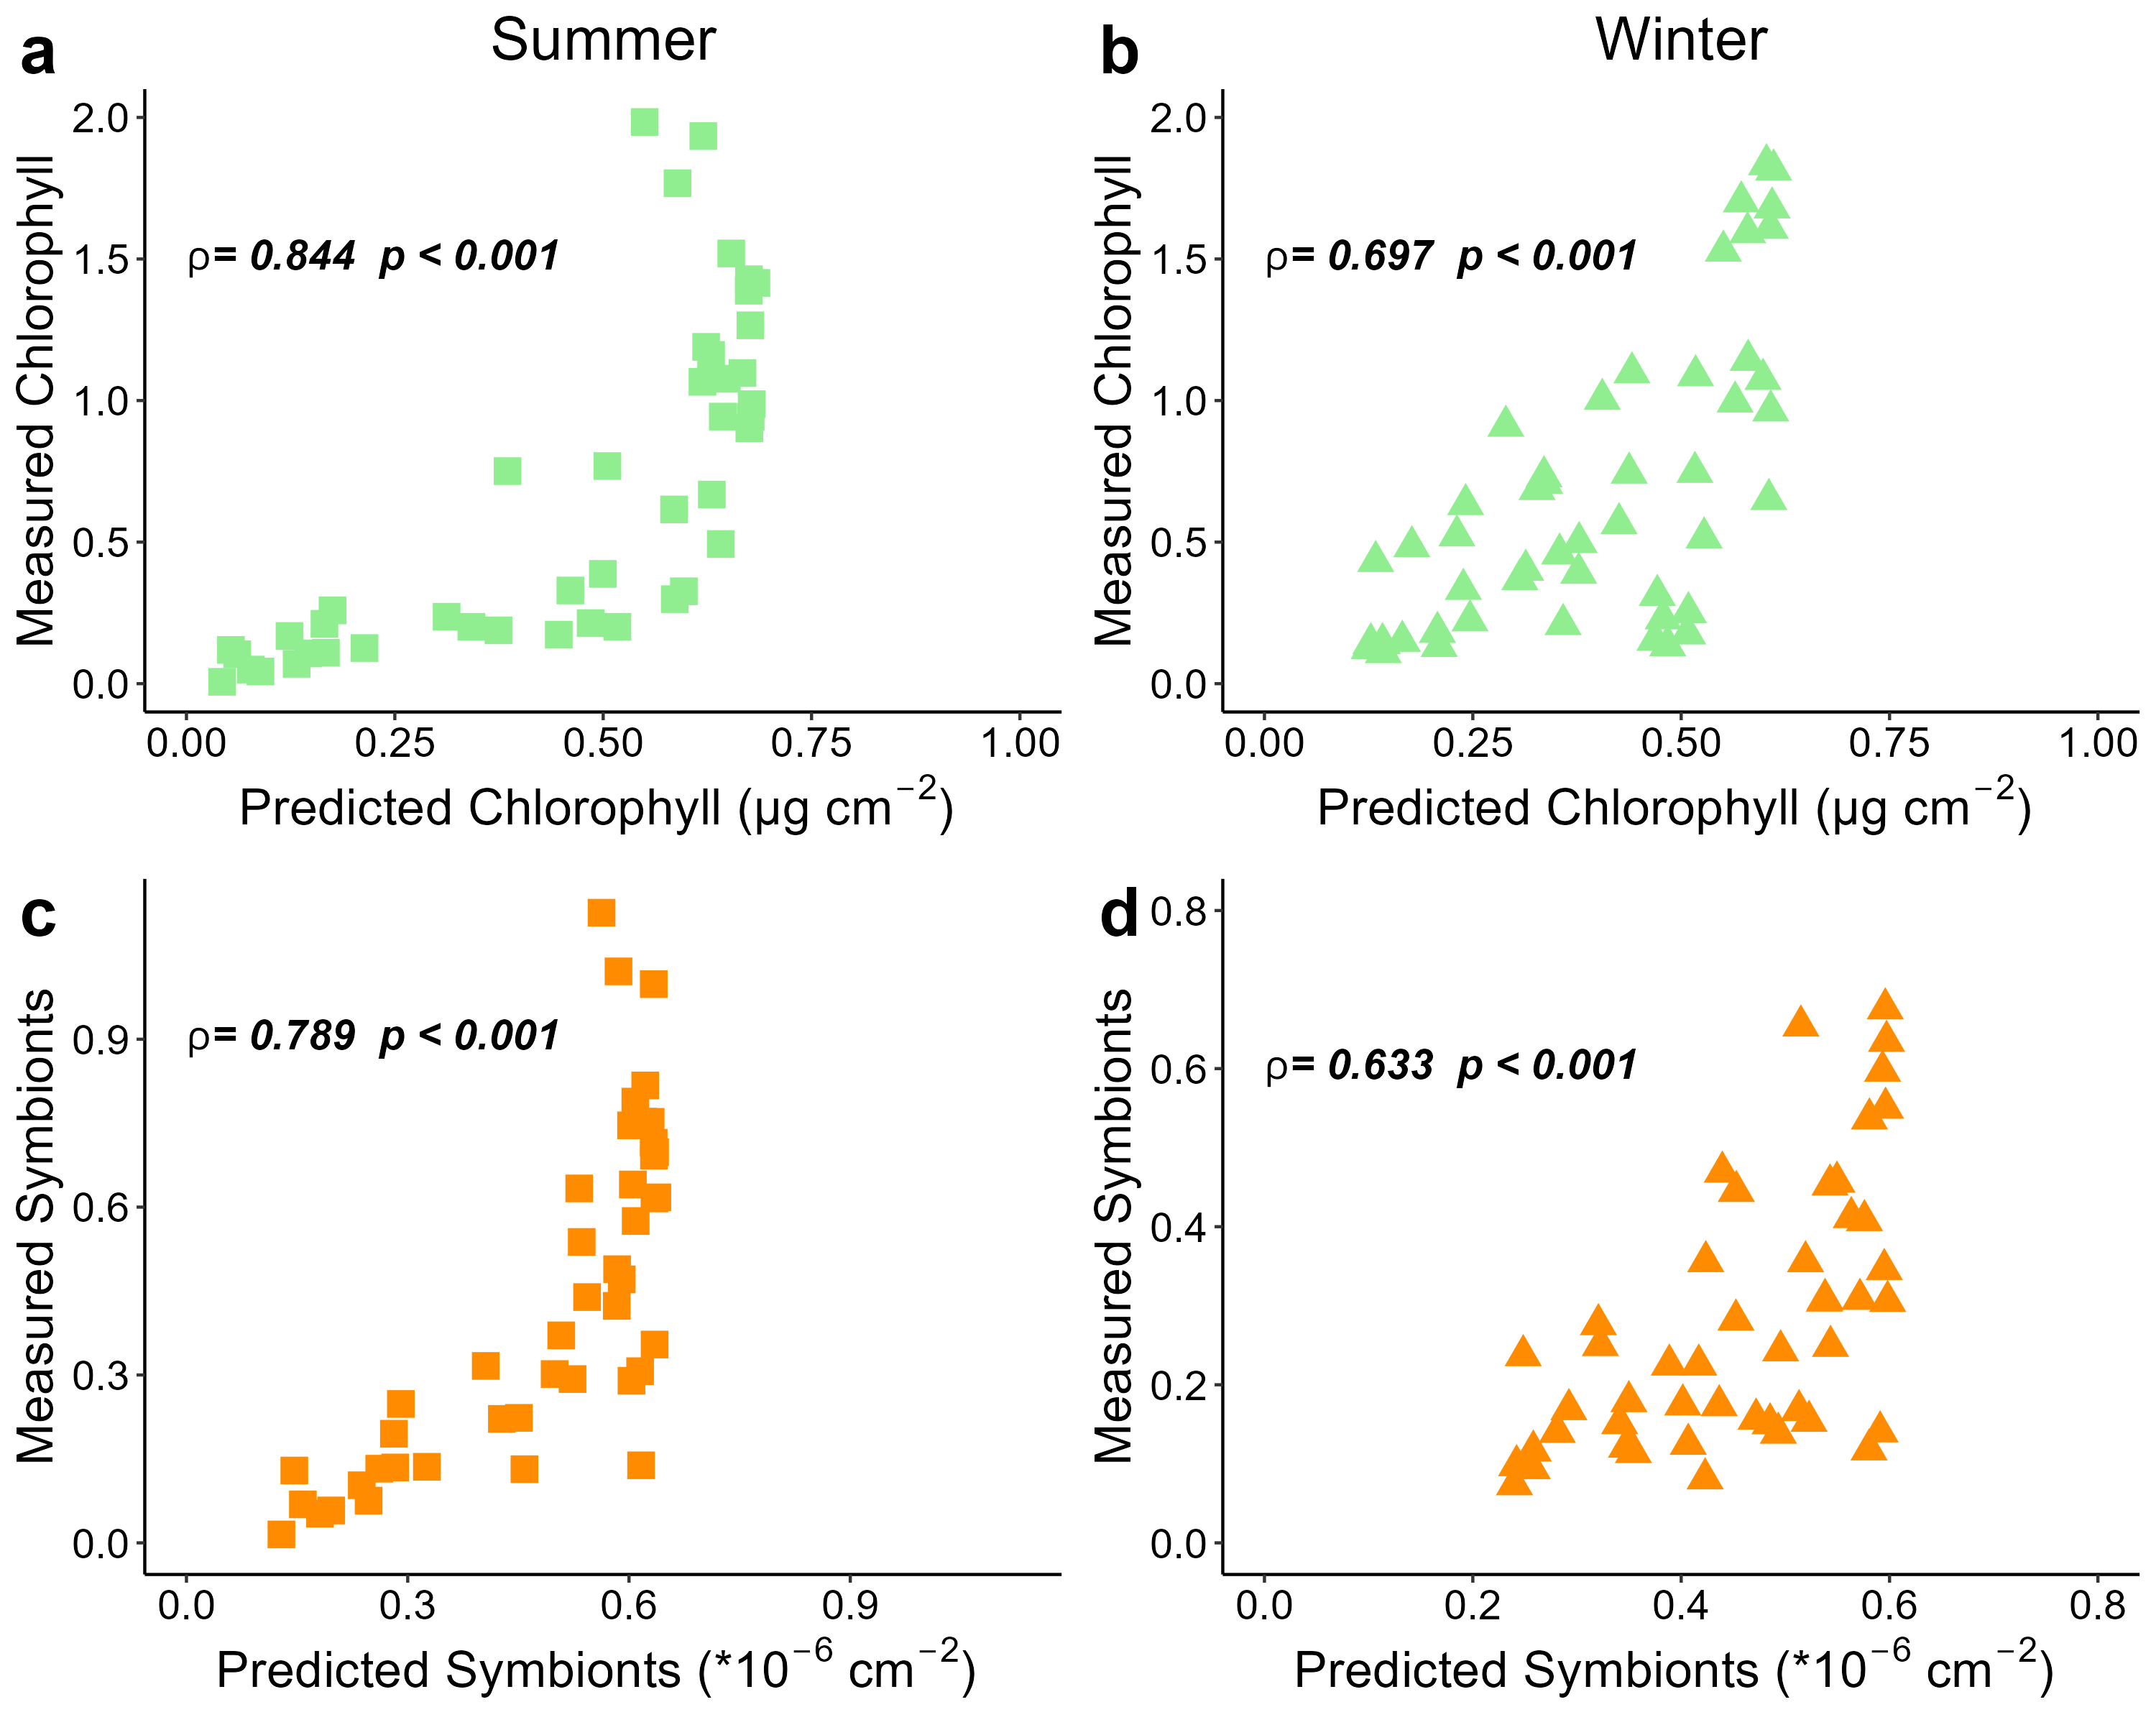 a Summer
Measured Chlorophyll
2.0
1.5
1.0
0.5
0.0
ρ= 0.844 p < 0.001
0.00 0.25 0.50 0.75 1.00
Predicted Chlorophyll (µg cm⁻²)
b Winter
Measured Chlorophyll
2.0
1.5
1.0
0.5
0.0
ρ= 0.697 p < 0.001
0.00 0.25 0.50 0.75 1.00
Predicted Chlorophyll (µg cm⁻²)
c
Measured Symbionts
0.9
0.6
0.3
0.0
ρ= 0.789 p < 0.001
0.0 0.3 0.6 0.9
Predicted Symbionts (*10⁻⁶ cm⁻²)
d
Measured Symbionts
0.8
0.6
0.4
0.2
0.0
ρ= 0.633 p < 0.001
0.0 0.2 0.4 0.6 0.8
Predicted Symbionts (*10⁻⁶ cm⁻²)